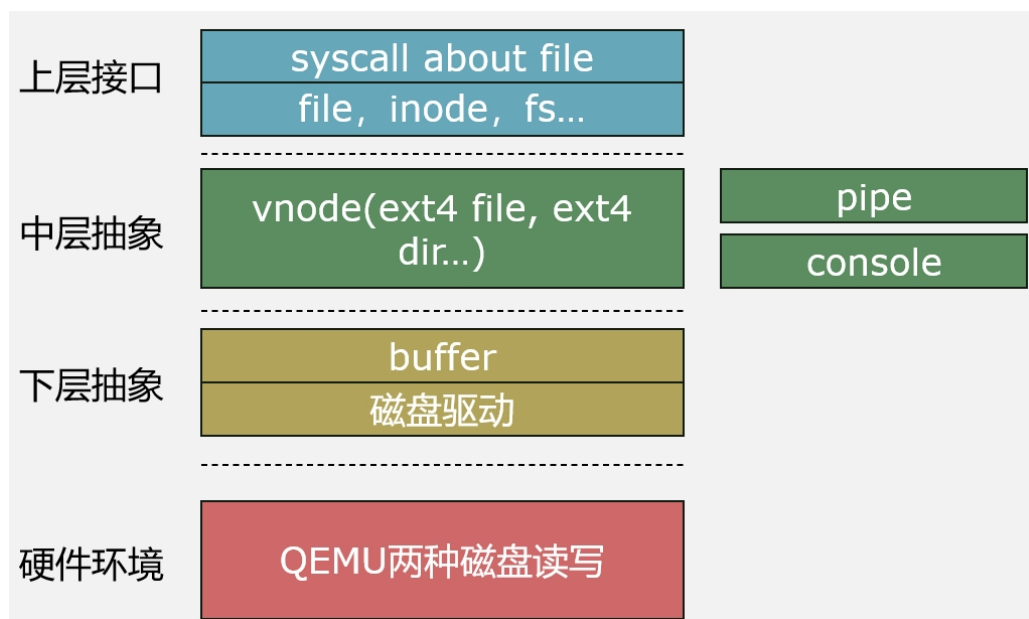 上层接口
syscall about file
file，inode，fs...
中层抽象
vnode(ext4 file, ext4
dir...)
pipe
console
下层抽象
buffer
磁盘驱动
硬件环境
QEMU两种磁盘读写